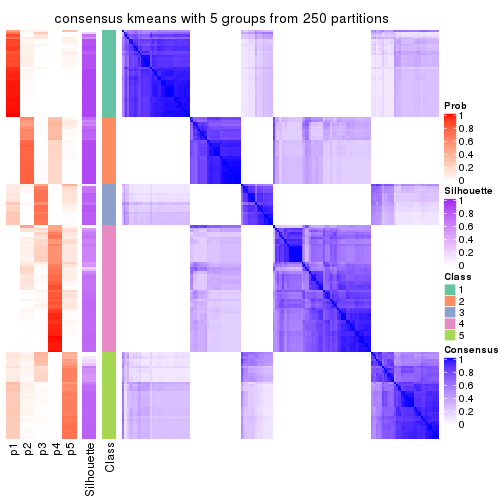 consensus kmeans with 5 groups from 250 partitions
Prob
1
0.8
0.6
0.4
0.2
0
Silhouette
1
0.8
0.6
0.4
0.2
0
Class
1
2
3
4
5
Consensus
1
0.8
0.6
0.4
0.2
0
p1
p2
p3
p4
p5
Silhouette
Class